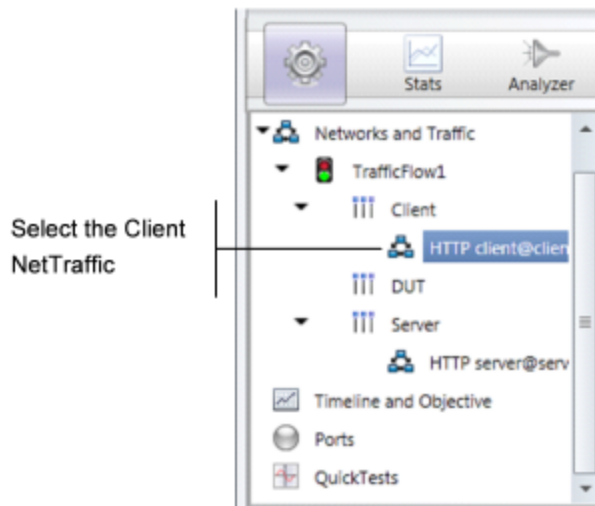 Stats
Analyzer
Networks and Traffic
TrafficFlow1
Client
Select the Client
NetTraffic
HTTP client@clien
DUT
Server
HTTP server@serv
Timeline and Objective
Ports
QuickTests